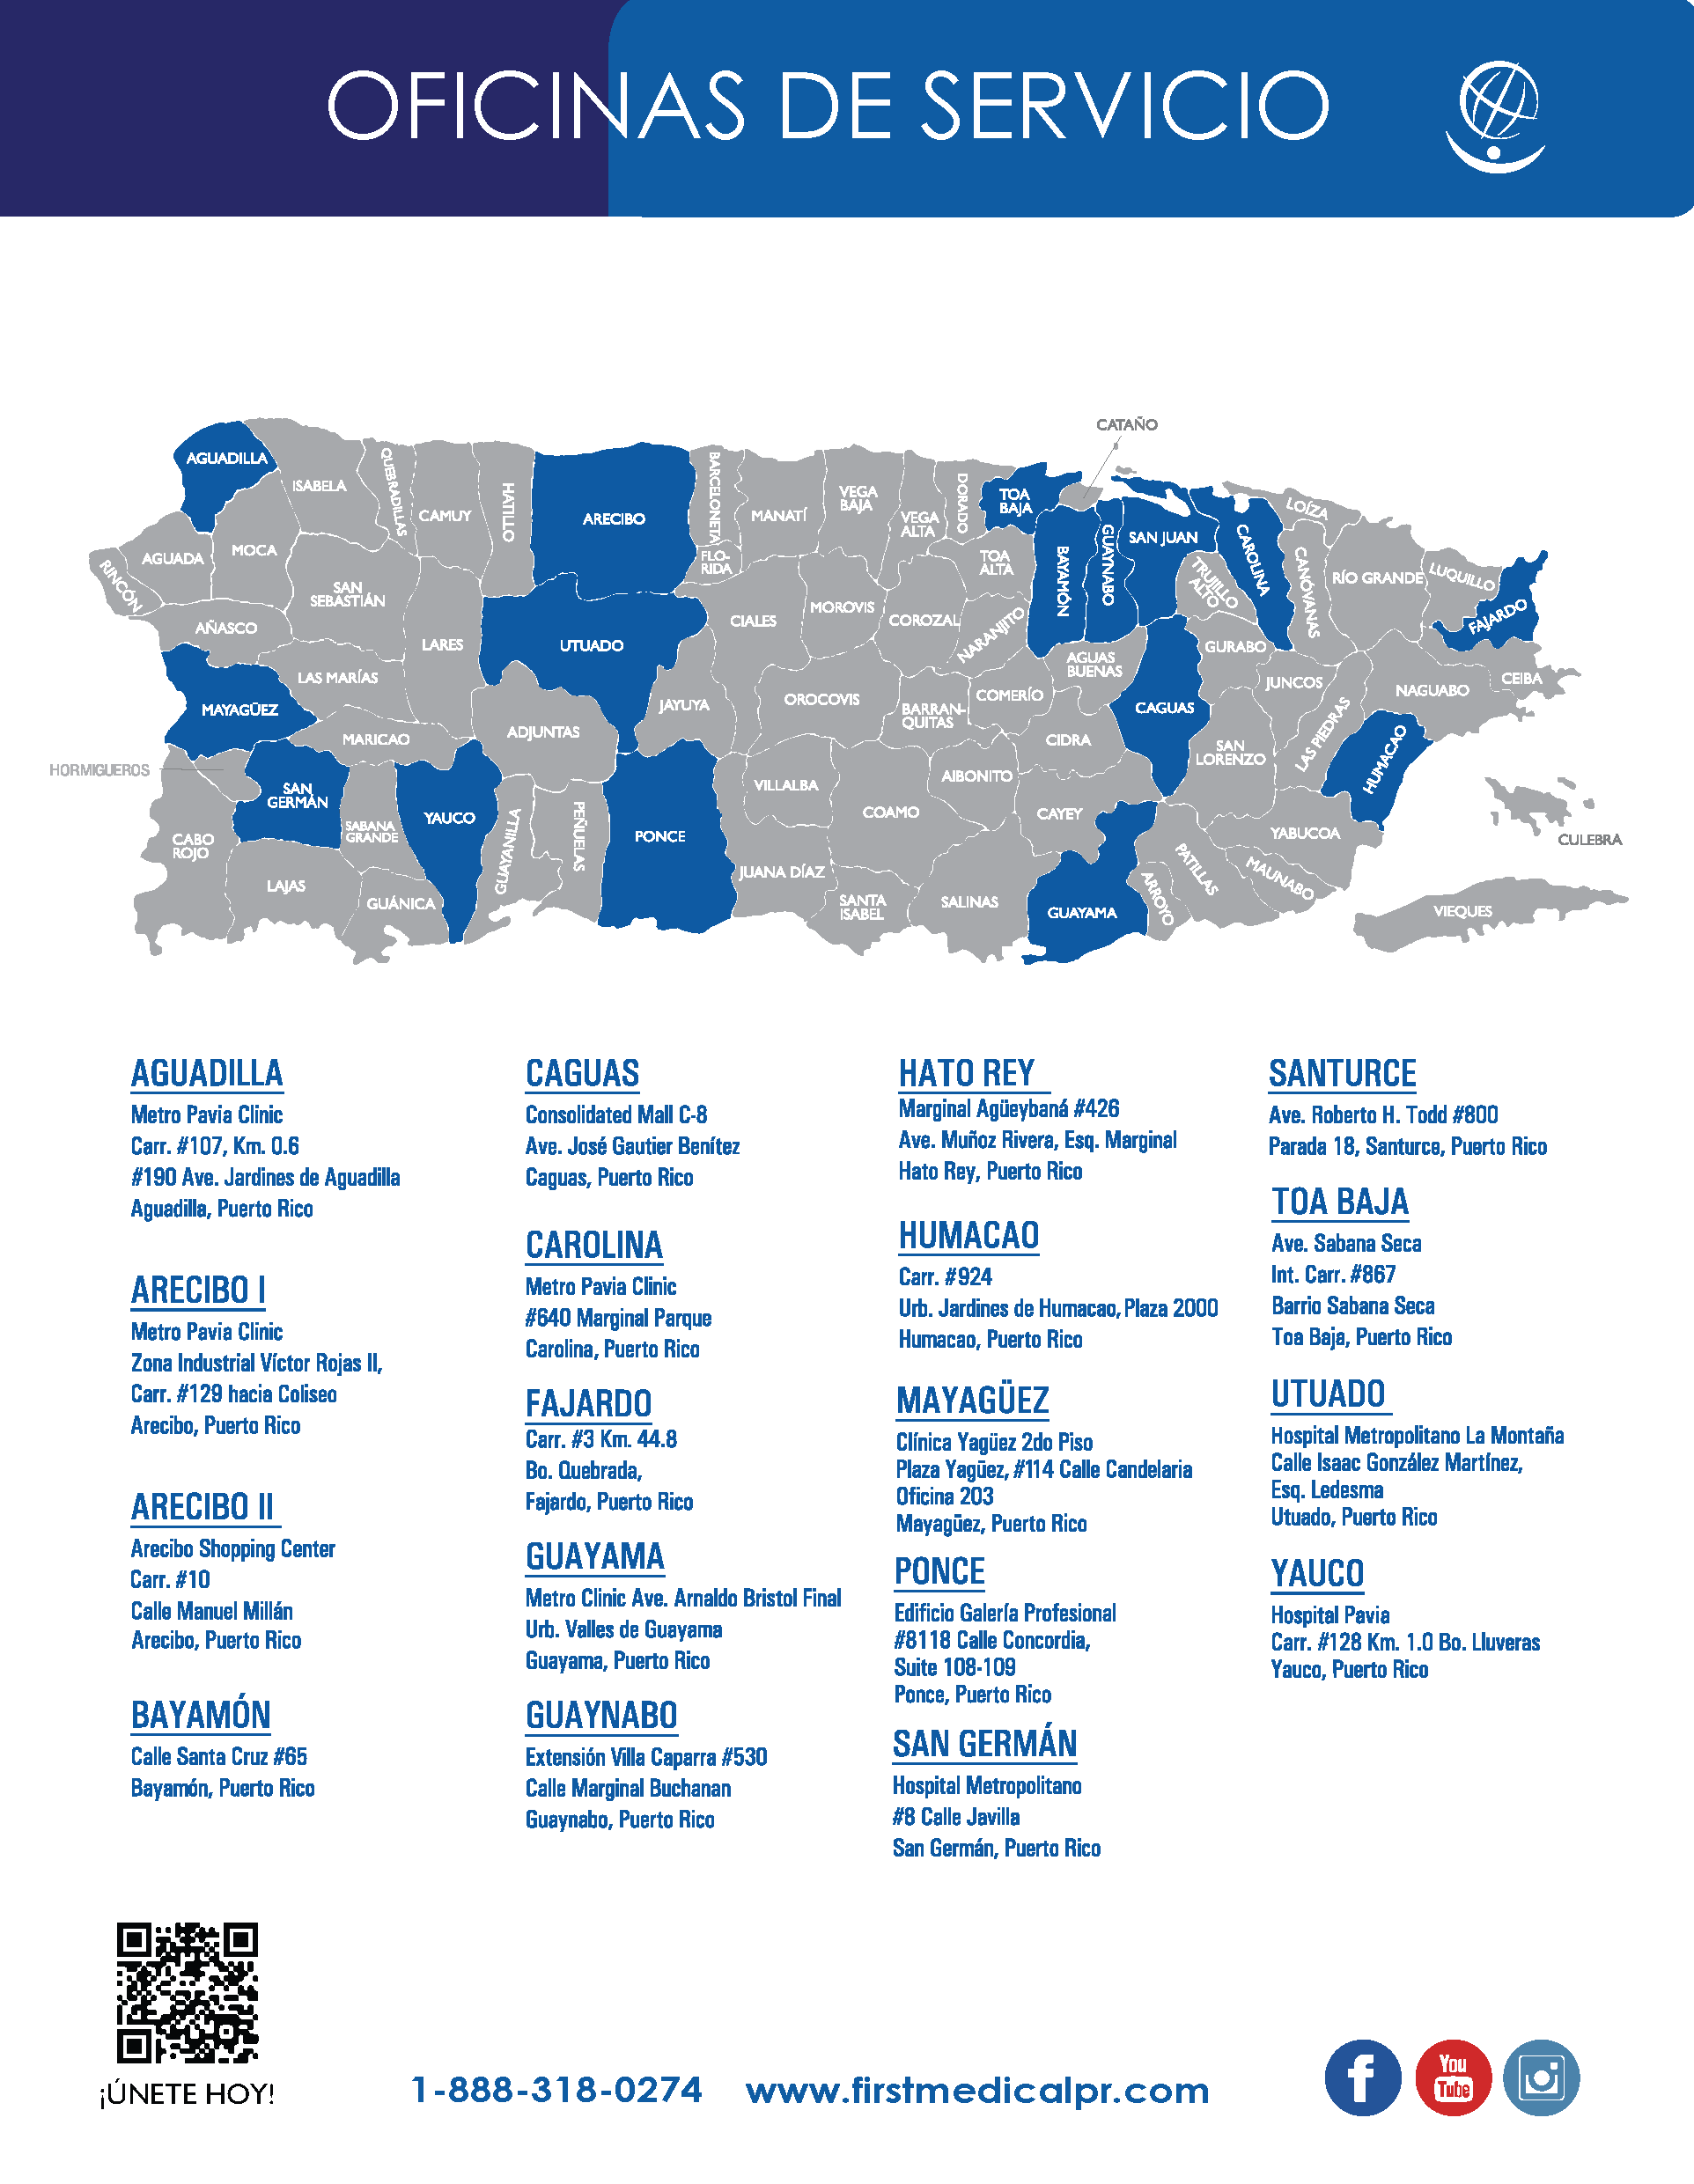 OFICINAS DE SERVICIO
CATAÑO
AGUADILLA
ISABELA
QUEBRADILLAS
CAMUY
HATILLO
ARECIBO
BARCELONETA
MANATÍ
VEGA
BAJA
VEGA
ALTA
DORADO
TOA
BAJA
LOÍZA
AGUADA
MOCA
RINCÓN
FLO-
RIDA
TOA
ALTA
BAYAMÓN
GUAYNABO
SAN JUAN
TRUJILLO
ALTO
CAROLINA
CANÓVANAS
RÍO GRANDE
LUQUILLO
FAJARDO
SAN
SEBASTIÁN
AÑASCO
LARES
UTUADO
CIALES
MOROVIS
COROZAL
NARANJITO
AGUAS
BUENAS
GURABO
LAS MARÍAS
MAYAGÜEZ
MARICAO
ADJUNTAS
JAYUYA
OROCOVIS
BARRAN-
QUITAS
COMERÍO
CIDRA
CAGUAS
JUNCOS
SAN
LORENZO
LAS PIEDRAS
NAGUABO
CEIBA
HUMACAO
HORMIGUEROS
SAN
GERMÁN
SABANA
GRANDE
YAUCO
GUAYANILLA
PEÑUELAS
PONCE
VILLALBA
COAMO
AIBONITO
CAYEY
YABUCOA
CULEBRA
CABO
ROJO
LAJAS
GUÁNICA
JUANA DÍAZ
SANTA
ISABEL
SALINAS
GUAYAMA
ARROYO
PATILLAS
MAUNABO
VIEQUES
AGUADILLA
Metro Pavia Clinic
Carr. #107, Km. 0.6
#190 Ave. Jardines de Aguadilla
Aguadilla, Puerto Rico
ARECIBO I
Metro Pavia Clinic
Zona Industrial Víctor Rojas II,
Carr. #129 hacia Coliseo
Arecibo, Puerto Rico
ARECIBO II
Arecibo Shopping Center
Carr. #10
Calle Manuel Millán
Arecibo, Puerto Rico
BAYAMÓN
Calle Santa Cruz #65
Bayamón, Puerto Rico
CAGUAS
Consolidated Mall C-8
Ave. José Gautier Benítez
Caguas, Puerto Rico
CAROLINA
Metro Pavia Clinic
#640 Marginal Parque
Carolina, Puerto Rico
FAJARDO
Carr. #3 Km. 44.8
Bo. Quebrada,
Fajardo, Puerto Rico
GUAYAMA
Metro Clinic Ave. Arnaldo Bristol Final
Urb. Valles de Guayama
Guayama, Puerto Rico
GUAYNABO
Extensión Villa Caparra #530
Calle Marginal Buchanan
Guaynabo, Puerto Rico
HATO REY
Marginal Agüeybaná #426
Ave. Muñoz Rivera, Esq. Marginal
Hato Rey, Puerto Rico
HUMACAO
Carr. #924
Urb. Jardines de Humacao, Plaza 2000
Humacao, Puerto Rico
MAYAGÜEZ
Clínica Yagüez 2do Piso
Plaza Yagüez, #114 Calle Candelaria
Oficina 203
Mayagüez, Puerto Rico
PONCE
Edificio Galería Profesional
#8118 Calle Concordia,
Suite 108-109
Ponce, Puerto Rico
SAN GERMÁN
Hospital Metropolitano
#8 Calle Javilla
San Germán, Puerto Rico
SANTURCE
Ave. Roberto H. Todd #800
Parada 18, Santurce, Puerto Rico
TOA BAJA
Ave. Sabana Seca
Int. Carr. #867
Barrio Sabana Seca
Toa Baja, Puerto Rico
UTUADO
Hospital Metropolitano La Montaña
Calle Isaac González Martínez,
Esq. Ledesma
Utuado, Puerto Rico
YAUCO
Hospital Pavia
Carr. #128 Km. 1.0 Bo. Lluveras
Yauco, Puerto Rico
¡ÚNETE HOY!
1-888-318-0274
www.firstmedicalpr.com
f
You
Tube